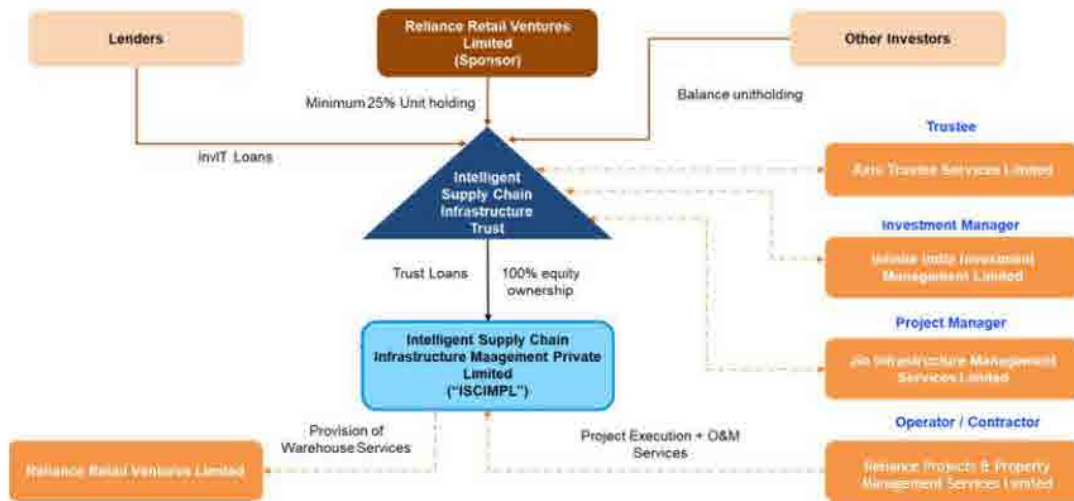 Lenders
Reliance Retail Ventures
Limited
(Sponsor)
Other Investors
Minimum 25% Unit holding
Balance unitholding
InvIT Loans
Trustee
Axis Trustee Services Limited
Intelligent
Supply Chain
Infrastructure
Trust
Investment Manager
Infinite India Investment
Management Limited
Trust Loans
100% equity
ownership
Project Manager
Jio Infrastructure Management
Services Limited
Intelligent Supply Chain
Infrastructure Maagement Private
Limited
("ISCIMPL")
Operator / Contractor
Provision of
Warehouse Services
Project Execution + O&M
Services
Reliance Retail Ventures Limited
Reliance Projects & Property
Management Services Limited